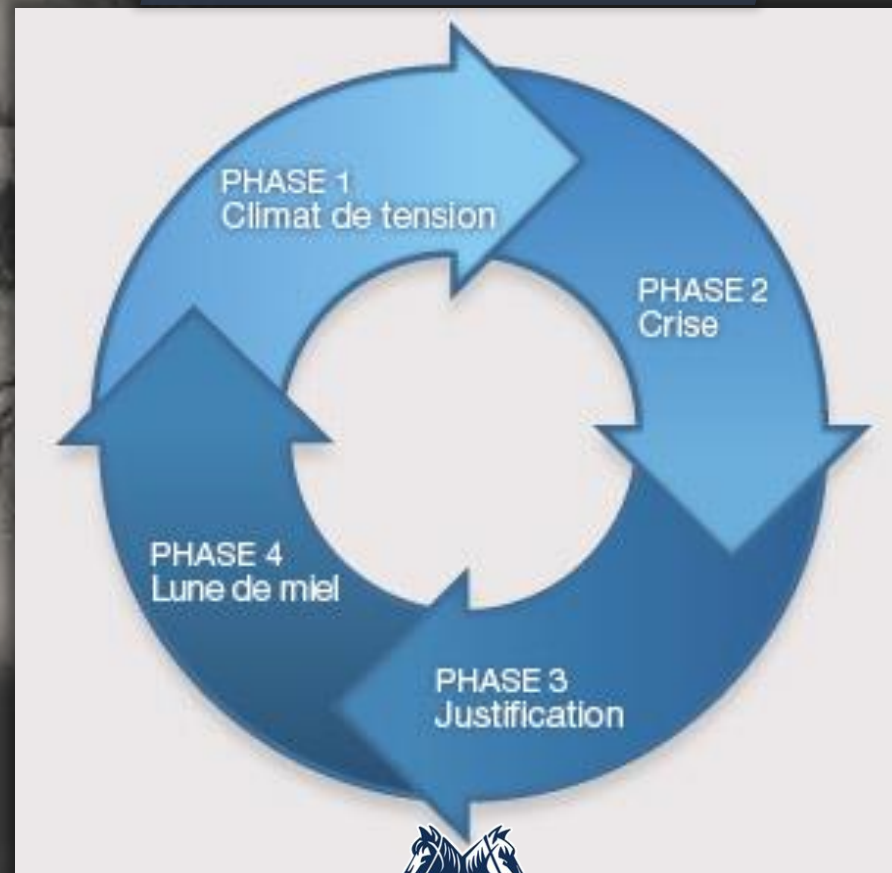 PHASE 1
Climat de tension
PHASE 2
Crise
PHASE 3
Justification
PHASE 4
Lune de miel